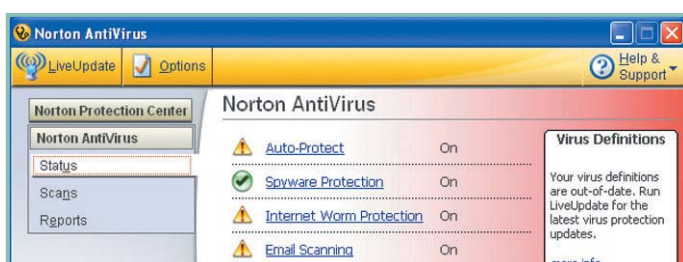 Norton AntiVirus
LiveUpdate Options Help & Support
Norton Protection Center
Norton AntiVirus
Status
Scans
Reports
Norton AntiVirus
Auto-Protect On
Spyware Protection On
Internet Worm Protection On
Email Scanning On
Virus Definitions
Your virus definitions
are out-of-date. Run
LiveUpdate for the
latest virus protection
updates.
more info